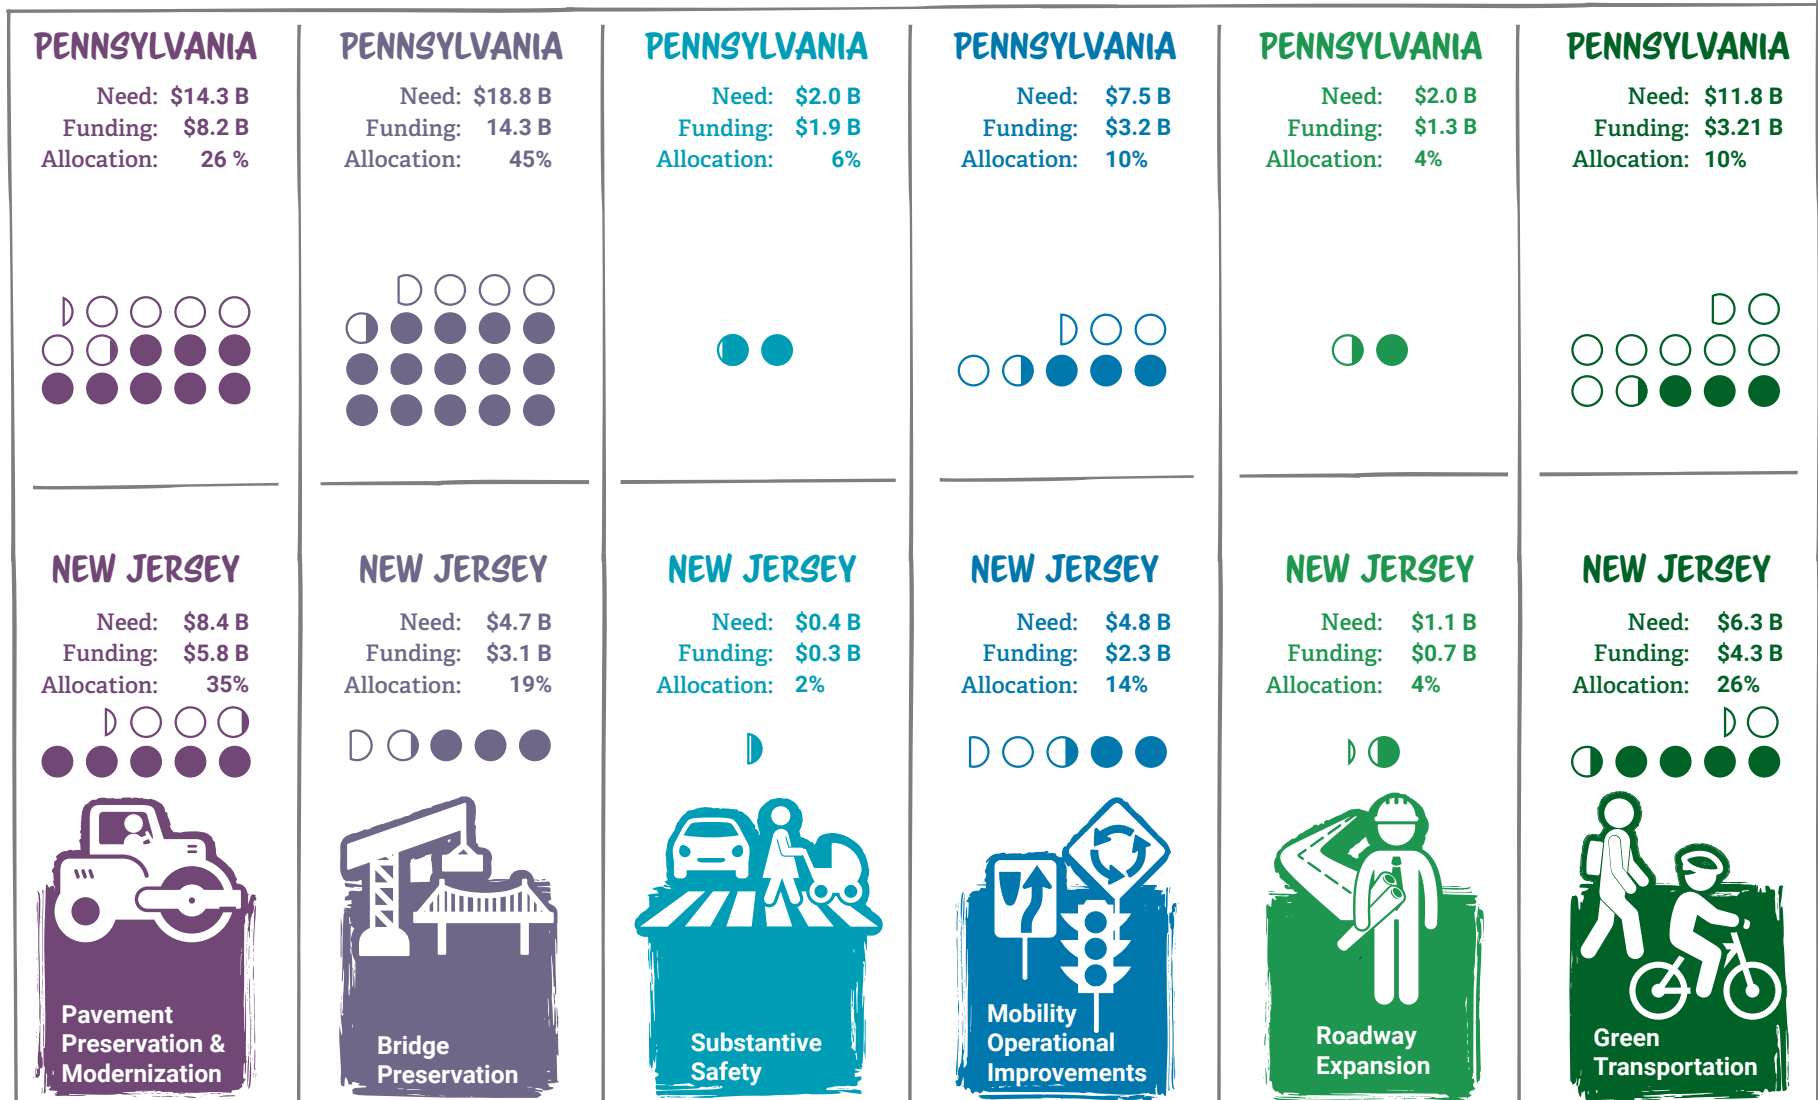 PENNSYLVANIA
Need: $14.3 B
Funding: $8.2 B
Allocation: 26 %
PENNSYLVANIA
Need: $18.8 B
Funding: 14.3 B
Allocation: 45%
PENNSYLVANIA
Need: $2.0 B
Funding: $1.9 B
Allocation: 6%
PENNSYLVANIA
Need: $7.5 B
Funding: $3.2 B
Allocation: 10%
PENNSYLVANIA
Need: $2.0 B
Funding: $1.3 B
Allocation: 4%
PENNSYLVANIA
Need: $11.8 B
Funding: $3.21 B
Allocation: 10%
NEW JERSEY
Need: $8.4 B
Funding: $5.8 B
Allocation: 35%
NEW JERSEY
Need: $4.7 B
Funding: $3.1 B
Allocation: 19%
NEW JERSEY
Need: $0.4 B
Funding: $0.3 B
Allocation: 2%
NEW JERSEY
Need: $4.8 B
Funding: $2.3 B
Allocation: 14%
NEW JERSEY
Need: $1.1 B
Funding: $0.7 B
Allocation: 4%
NEW JERSEY
Need: $6.3 B
Funding: $4.3 B
Allocation: 26%
Pavement
Preservation &
Modernization
Bridge
Preservation
Substantive
Safety
Mobility
Operational
Improvements
Roadway
Expansion
Green
Transportation